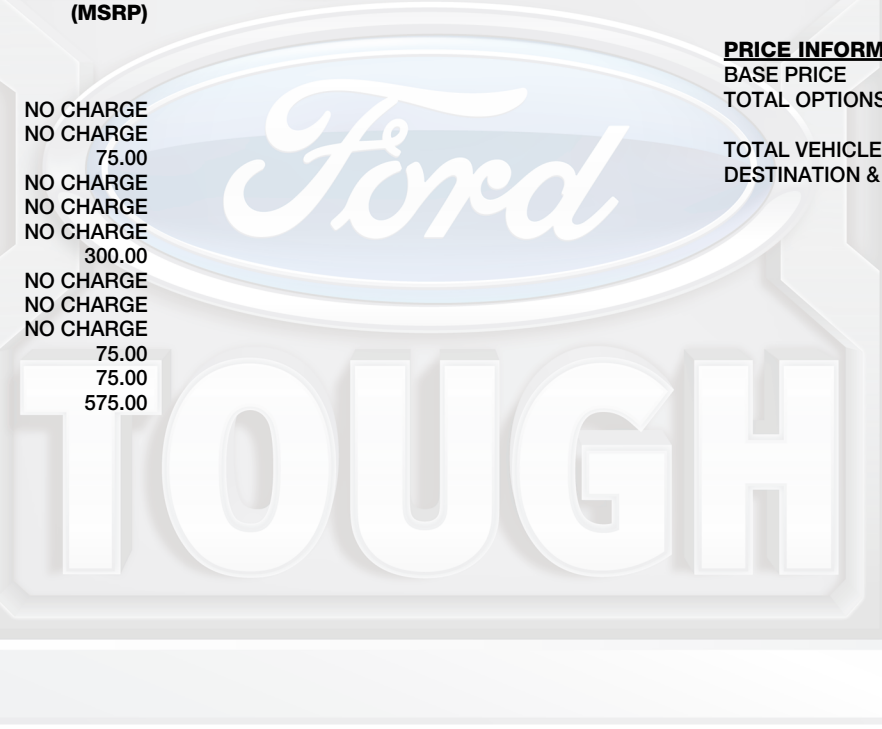 (MSRP)
NO CHARGE
NO CHARGE
75.00
NO CHARGE
NO CHARGE
NO CHARGE
300.00
NO CHARGE
NO CHARGE
NO CHARGE
75.00
75.00
575.00
PRICE INFORM
BASE PRICE
TOTAL OPTIONS
TOTAL VEHICLE
DESTINATION &
Ford
TOUGH